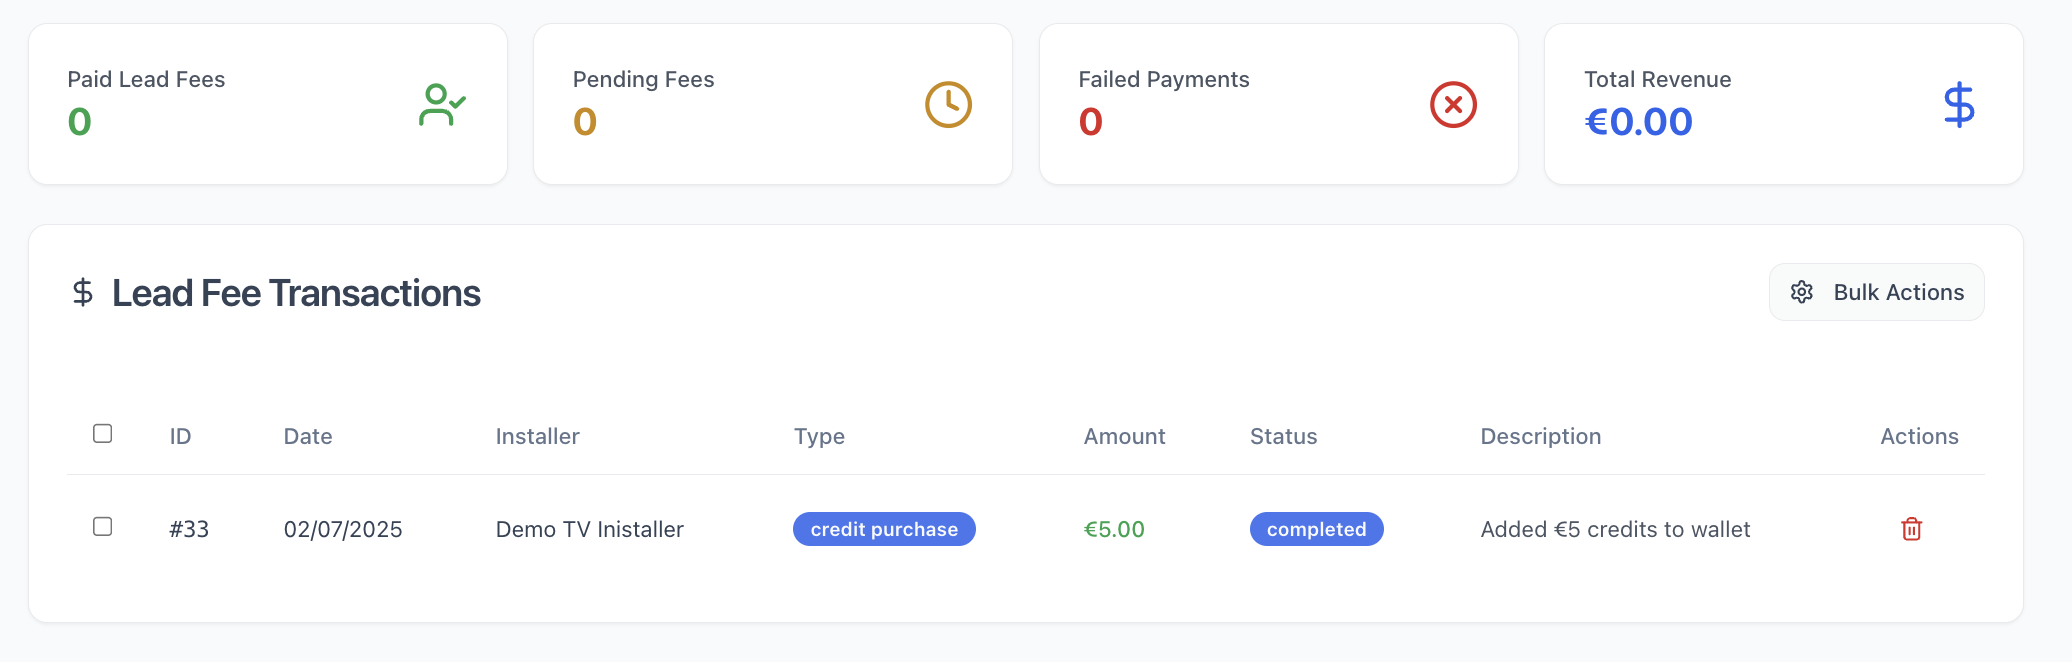 Paid Lead Fees
0
Pending Fees
0
Failed Payments
0
Total Revenue
€0.00
Lead Fee Transactions
Bulk Actions
ID Date Installer Type Amount Status Description Actions
#33 02/07/2025 Demo TV Inistaller credit purchase €5.00 completed Added €5 credits to wallet